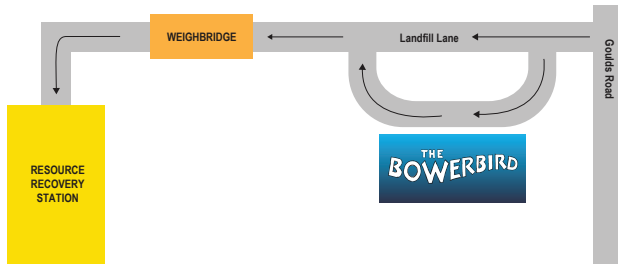 WEIGHBRIDGE
Landfill Lane
Goulds Road
THE
BOWERBIRD
RESOURCE
RECOVERY
STATION